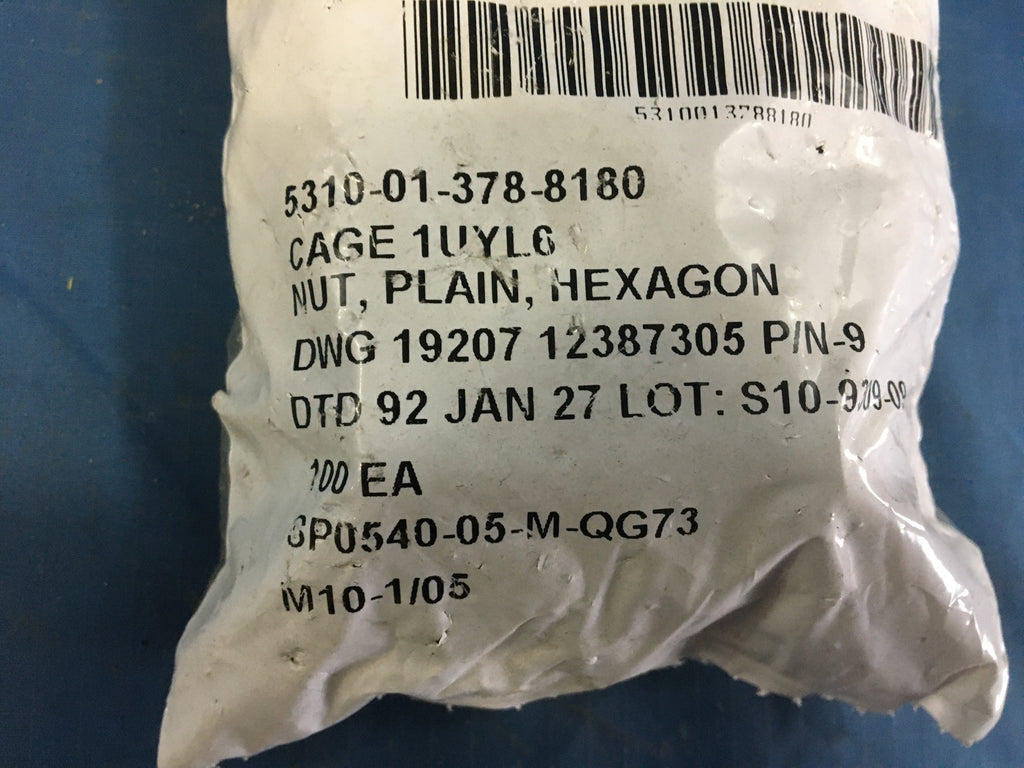 5310013788180
5310-01-378-8180
CAGE 1UYL6
NUT, PLAIN, HEXAGON
DWG 19207 12387305 P/N-9
DTD 92 JAN 27 LOT:
100 EA
SP0540-05-M-QG73
M10-1/05